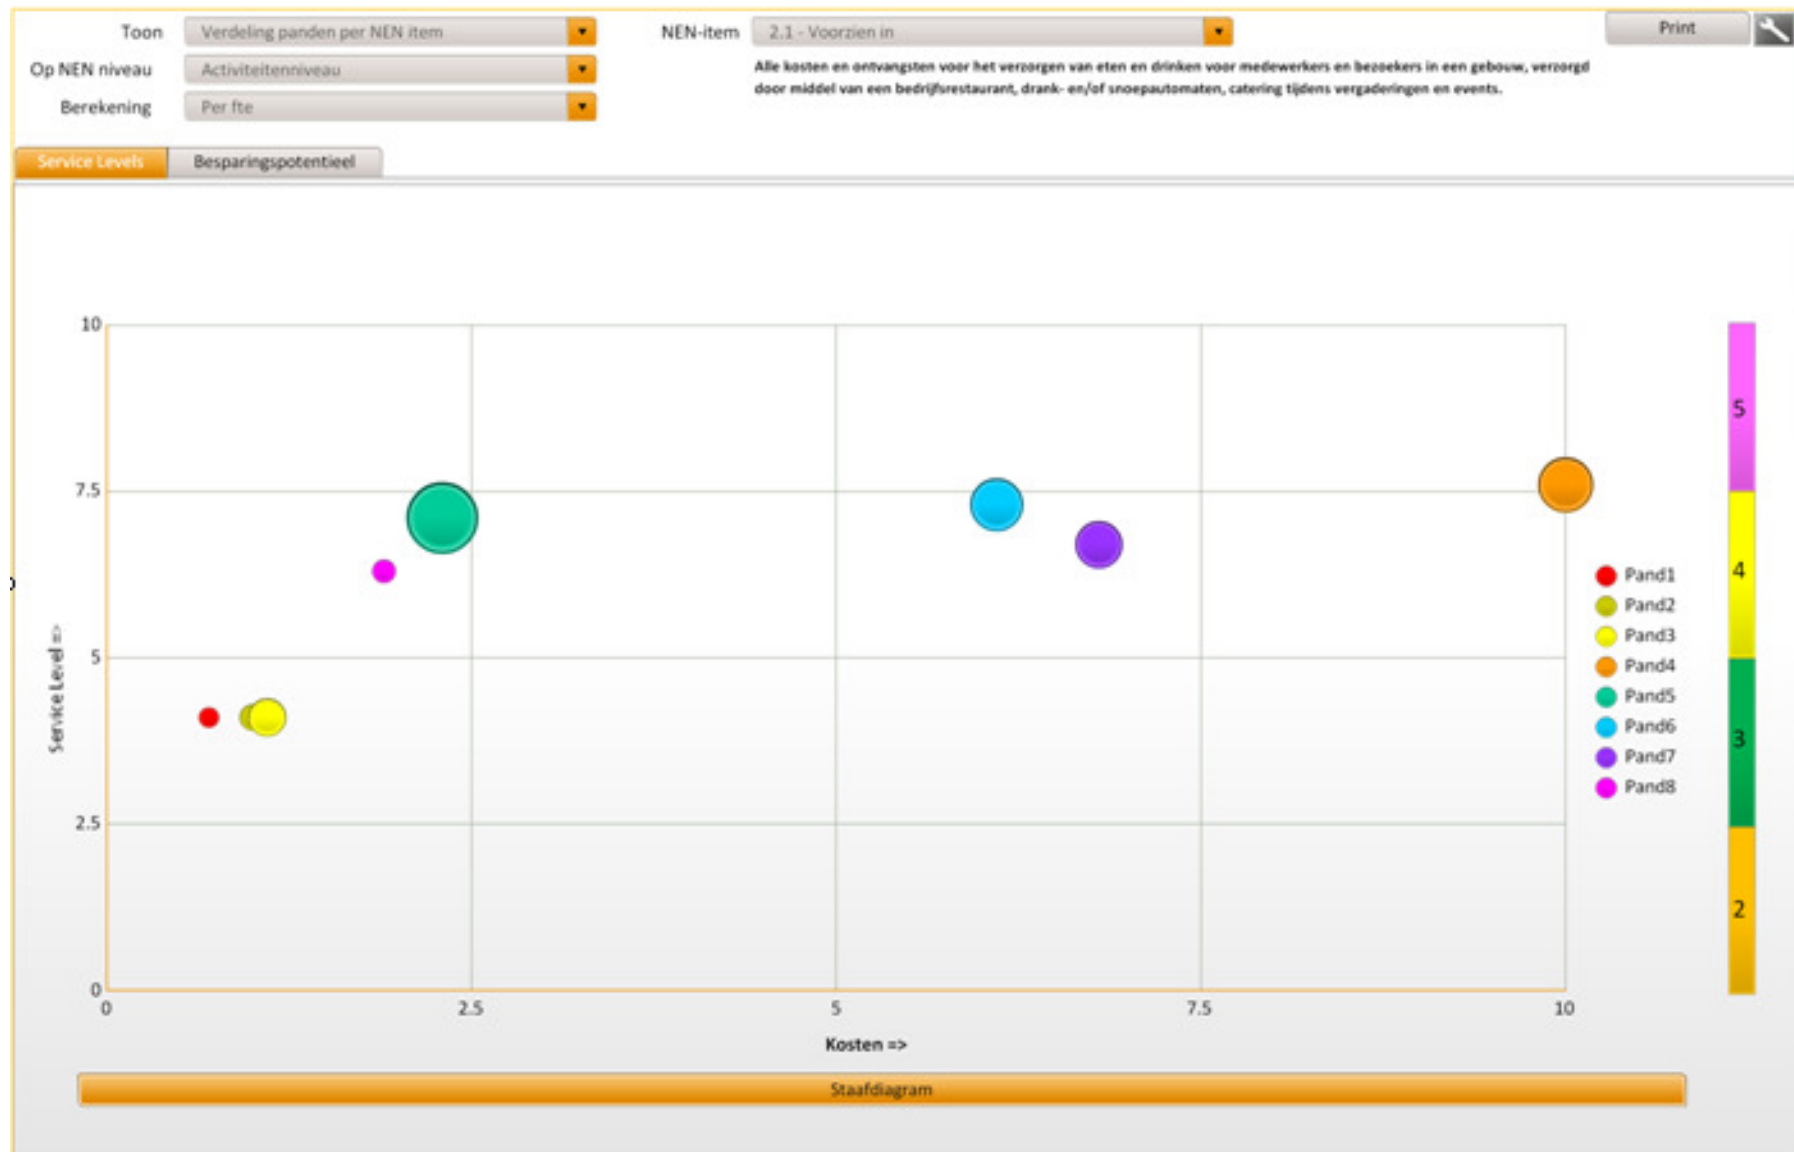 Toon Verdeling panden per NEN item NEN-item 2.1 - Voorzien in Print
Op NEN niveau Activiteitenniveau
Alle kosten en ontvangsten voor het verzorgen van eten en drinken voor medewerkers en bezoekers in een gebouw, verzorgd
door middel van een bedrijfsrestaurant, drank- en/of snoepautomaten, catering tijdens vergaderingen en events.
Berekening Per fte
Service Levels Besparingspotentieel
10
7.5
5
2.5
0
Service Level =>
0 2.5 5 7.5 10
Kosten =>
Pand1
Pand2
Pand3
Pand4
Pand5
Pand6
Pand7
Pand8
5
4
3
2
Staafdiagram